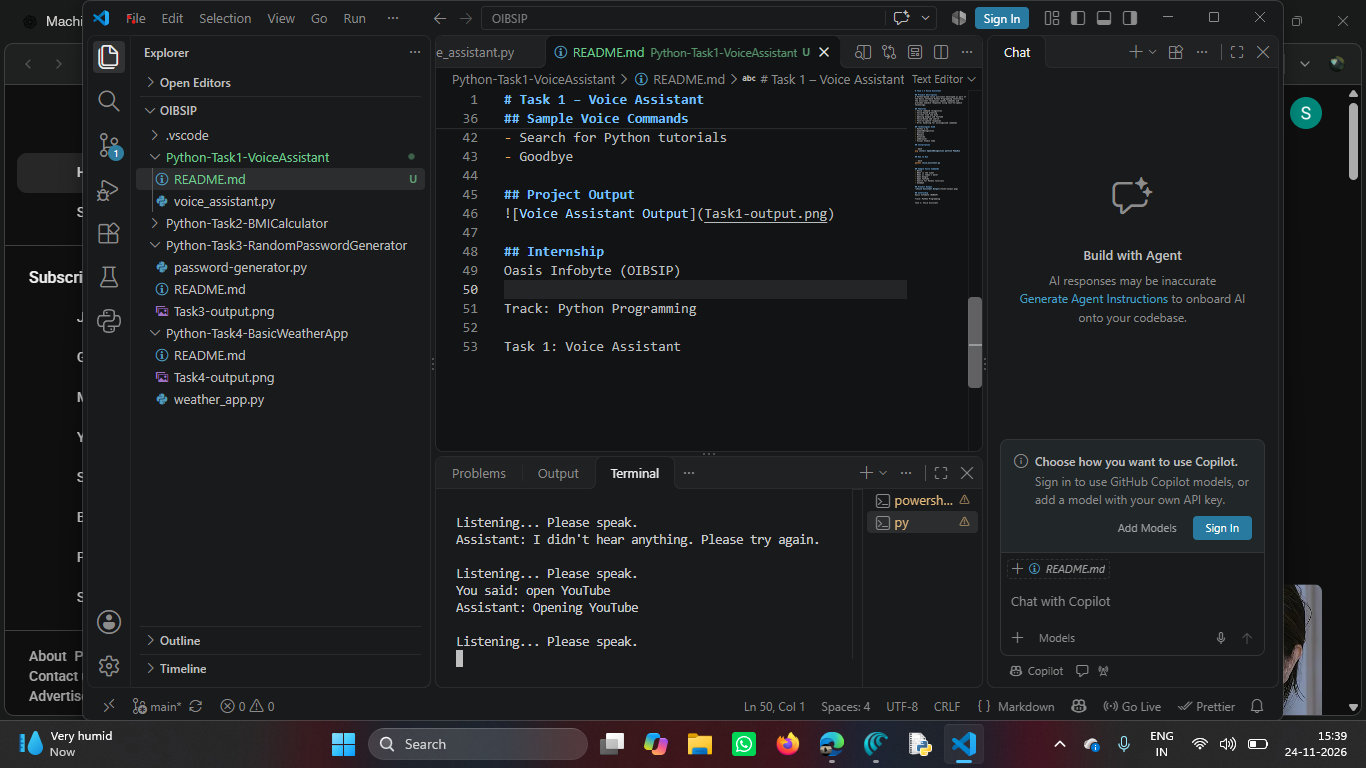 Machi
File Edit Selection View Go Run ···
OIBSIP
Sign In
Explorer
Open Editors
OIBSIP
.vscode
Python-Task1-VoiceAssistant
README.md U
voice_assistant.py
Python-Task2-BMICalculator
Python-Task3-RandomPasswordGenerator
password-generator.py
README.md
Task3-output.png
Python-Task4-BasicWeatherApp
README.md
Task4-output.png
weather_app.py
Outline
Timeline
1
e_assistant.py
README.md Python-Task1-VoiceAssistant U
Python-Task1-VoiceAssistant > README.md > # Task 1 – Voice Assistant
Text Editor
1 # Task 1 – Voice Assistant
36 ## Sample Voice Commands
42 - Search for Python tutorials
43 - Goodbye
44
45 ## Project Output
46 ![Voice Assistant Output](Task1-output.png)
47
48 ## Internship
49 Oasis Infobyte (OIBSIP)
50
51 Track: Python Programming
52
53 Task 1: Voice Assistant
Problems Output Terminal ···
Listening... Please speak.
Assistant: I didn't hear anything. Please try again.
Listening... Please speak.
You said: open YouTube
Assistant: Opening YouTube
Listening... Please speak.
powersh...
py
Chat
Build with Agent
AI responses may be inaccurate
Generate Agent Instructions to onboard AI
onto your codebase.
Choose how you want to use Copilot.
Sign in to use GitHub Copilot models, or
add a model with your own API key.
Add Models Sign In
README.md
Chat with Copilot
Models
Copilot
main* 0 0
Ln 50, Col 1 Spaces: 4 UTF-8 CRLF { } Markdown Go Live Prettier
S
Subscri
About P
Contact
Advertis
Very humid
Now
Search
ENG
IN
15:39
24-11-2026